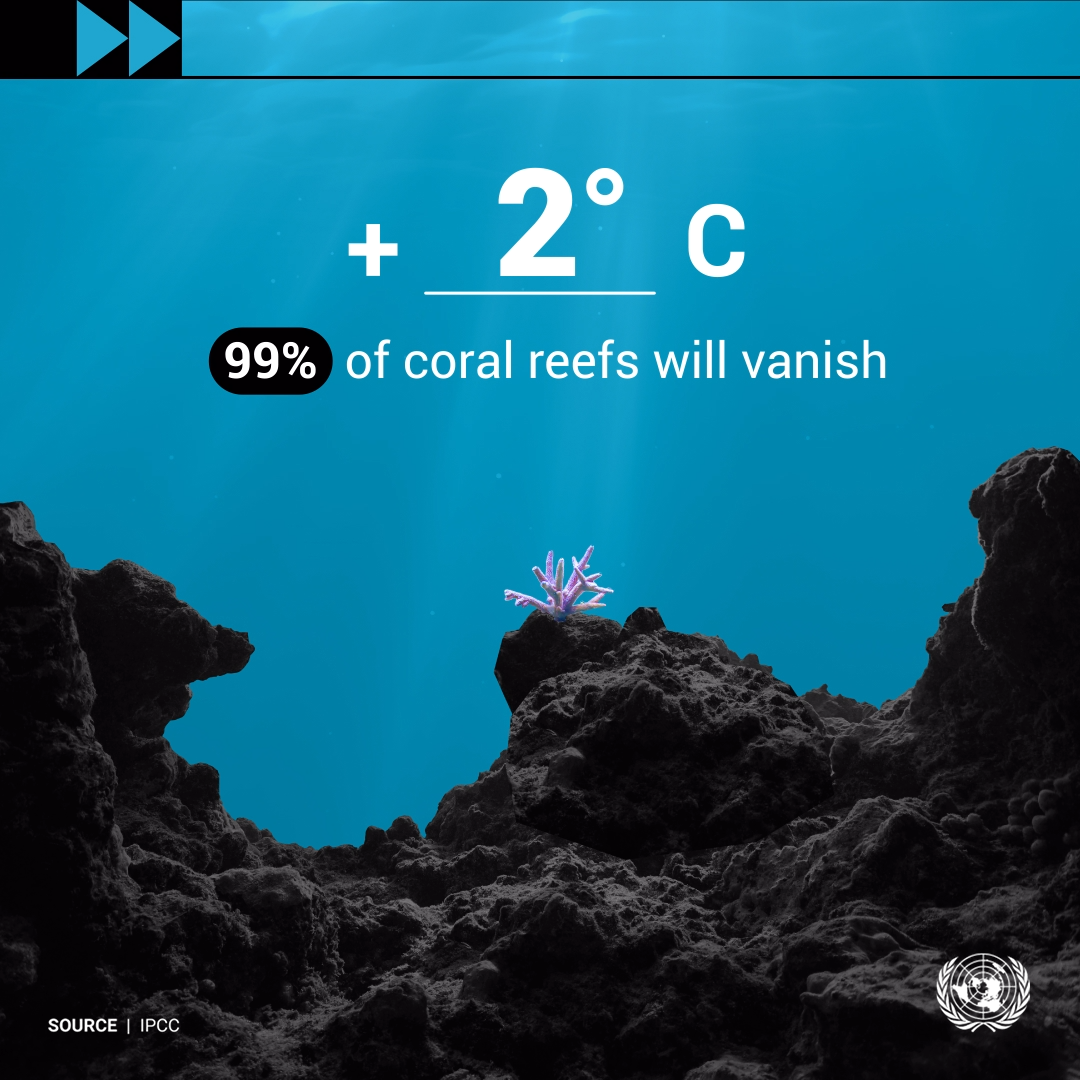 + 2° C
99% of coral reefs will vanish
SOURCE | IPCC